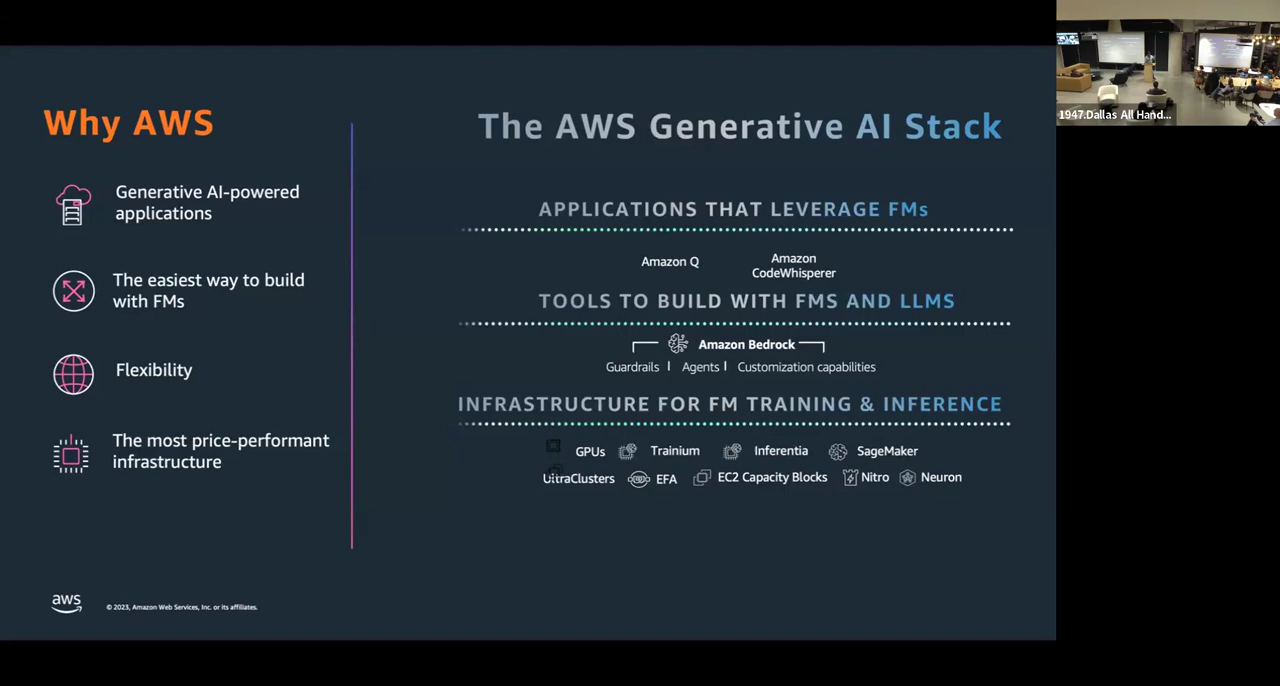 Why AWS
Generative AI-powered
applications
The easiest way to build
with FMs
Flexibility
The most price-performant
infrastructure
The AWS Generative AI Stack
APPLICATIONS THAT LEVERAGE FMs
Amazon Q
Amazon
CodeWhisperer
TOOLS TO BUILD WITH FMS AND LLMS
Amazon Bedrock
Guardrails | Agents | Customization capabilities
INFRASTRUCTURE FOR FM TRAINING & INFERENCE
GPUs Trainium Inferentia SageMaker
UltraClusters EFA EC2 Capacity Blocks Nitro Neuron
aws
© 2023, Amazon Web Services, Inc. or its affiliates.
1947.Dallas All Hand...